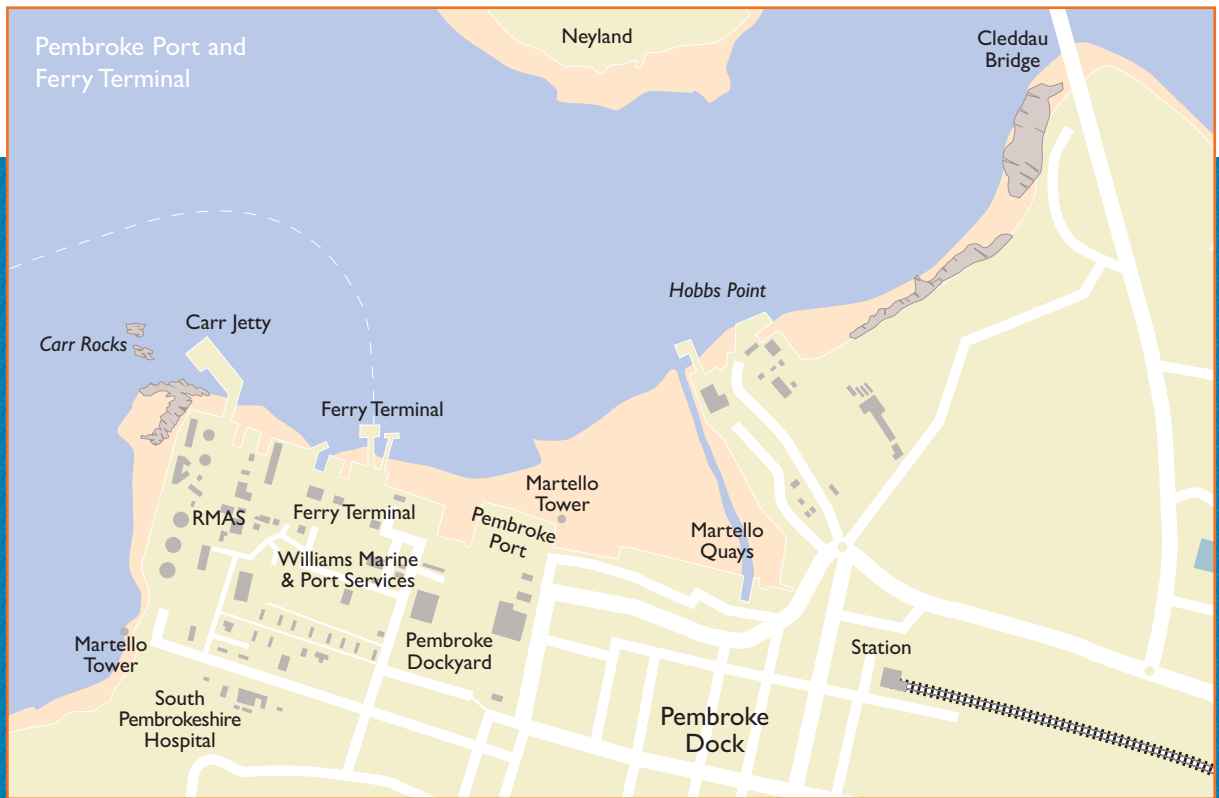 Pembroke Port and
Ferry Terminal
Neyland
Cleddau
Bridge
Hobbs Point
Carr Jetty
Carr Rocks
Ferry Terminal
Martello
Tower
RMAS
Ferry Terminal
Pembroke
Port
Martello
Quays
Williams Marine
& Port Services
Martello
Tower
Pembroke
Dockyard
Station
South
Pembrokeshire
Hospital
Pembroke
Dock